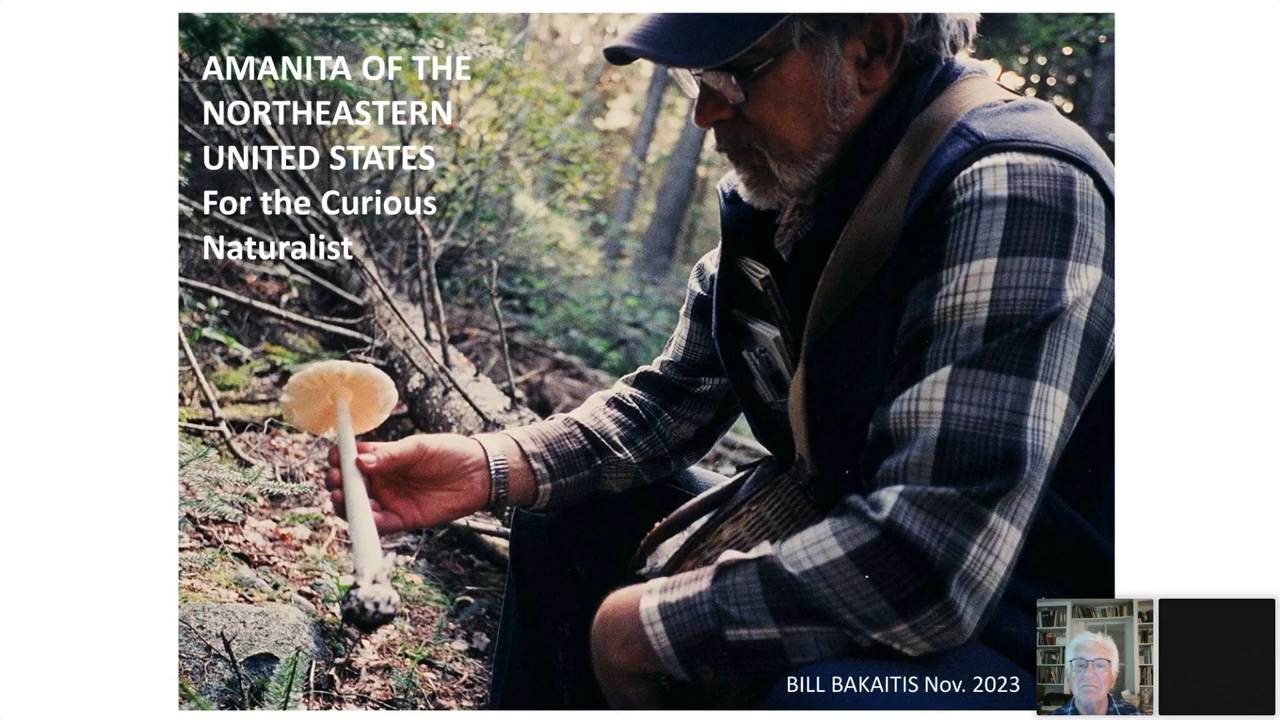 AMANITA OF THE
NORTHEASTERN
UNITED STATES
For the Curious
Naturalist
BILL BAKAITIS Nov. 2023